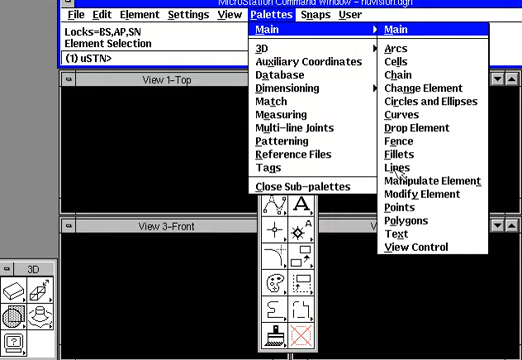 MicroStation Command Window - nuvision.dgn
File Edit Element Settings View Palettes Snaps User
Locks=BS,AP,SN
Element Selection
(1) uSTN>
Main
3D
Auxiliary Coordinates
Database
Dimensioning
Match
Measuring
Multi-line Joints
Patterning
Reference Files
Tags
Close Sub-palettes
Main
Arcs
Cells
Chain
Change Element
Circles and Ellipses
Curves
Drop Element
Fence
Fillets
Lines
Manipulate Element
Modify Element
Points
Polygons
Text
View Control
View 1-Top
View 3-Front
A
3D
?